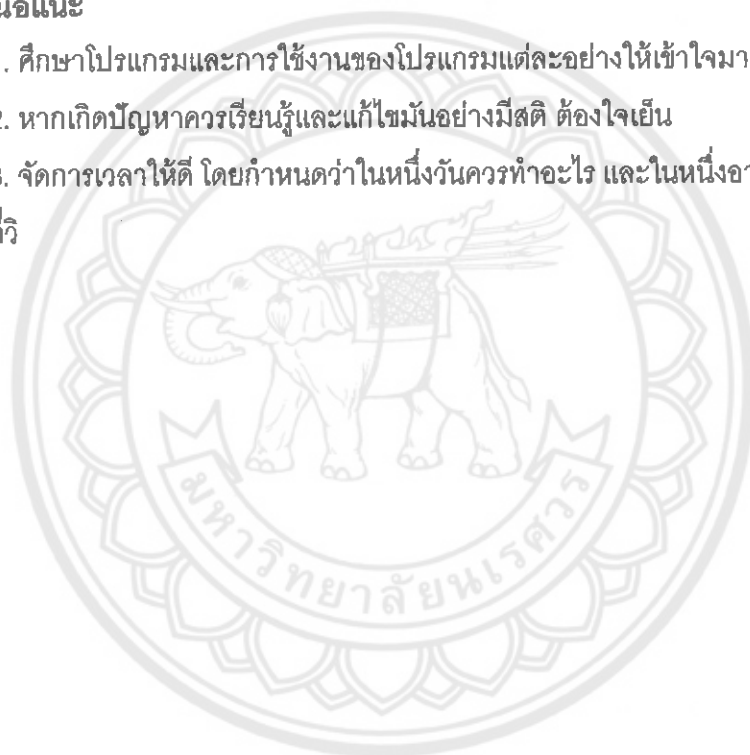 นอแนะ
. ศึกษาโปรแกรมและการใช้งานของโปรแกรมแต่ละอย่างให้เข้าใจมา
2. หากเกิดปัญหาควรเรียนรู้และแก้ไขมันอย่างมีสติ ต้องใจเย็น
3. จัดการเวลาให้ดี โดยกำหนดว่าในหนึ่งวันควรทำอะไร และในหนึ่งอา
วิ
มหาวิทยาลัยนเรศวร